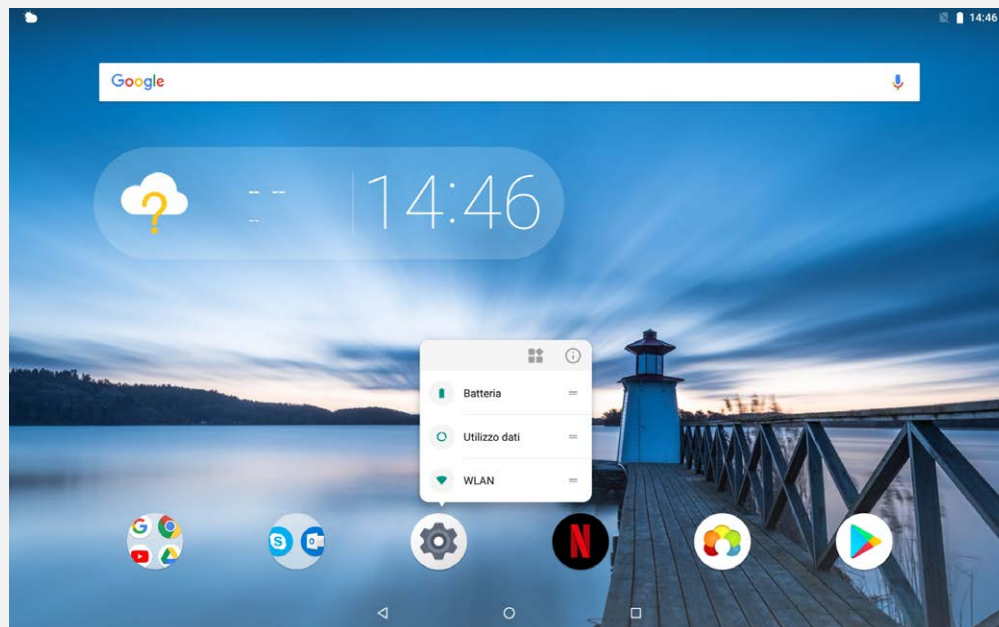 14:46
Google
-- --
--
14:46
Batteria
Utilizzo dati
WLAN